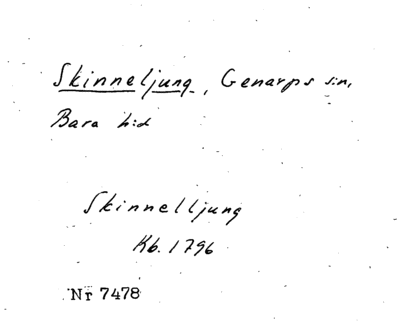 Skinneljung, Genarps sn,
Bara hd
Skinnelljung
Kb. 1796
Nr 7478